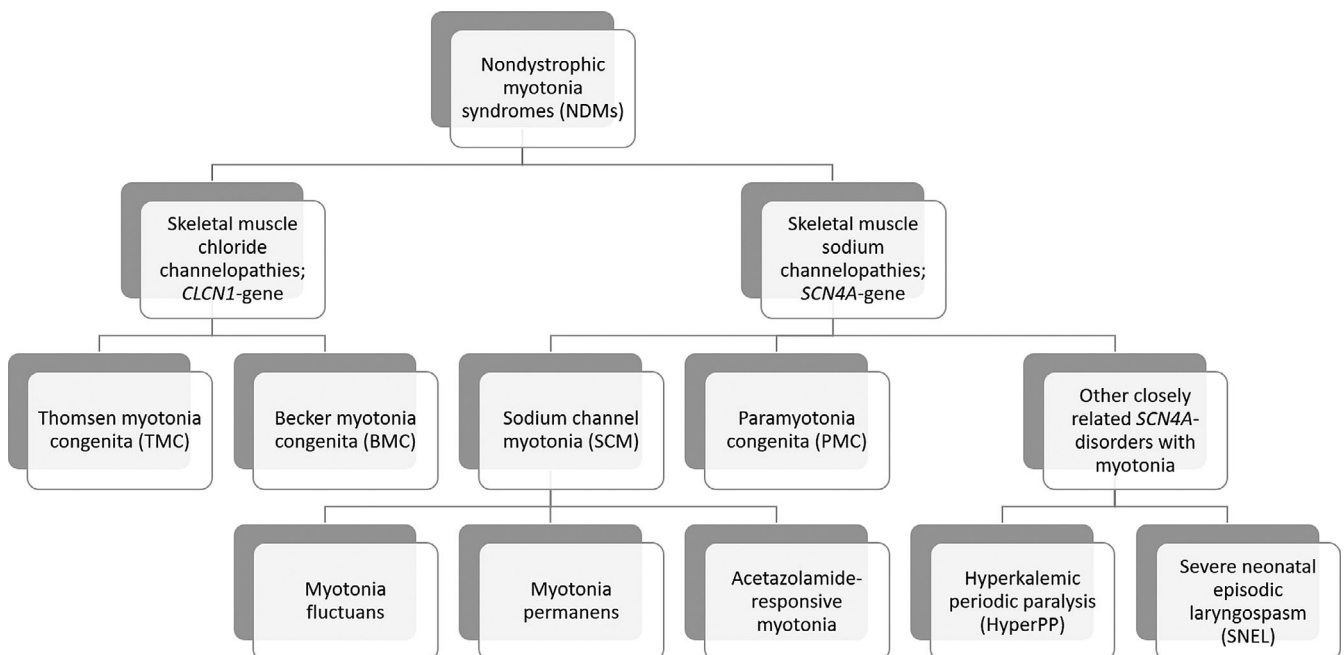 Nondystrophic
myotonia
syndromes (NDMs)
Skeletal muscle
chloride
channelopathies;
CLCN1-gene
Skeletal muscle
sodium
channelopathies;
SCN4A-gene
Thomsen myotonia
congenita (TMC)
Becker myotonia
congenita (BMC)
Sodium channel
myotonia (SCM)
Paramyotonia
congenita (PMC)
Other closely
related SCN4A-
disorders with
myotonia
Myotonia
fluctuans
Myotonia
permanens
Acetazolamide-
responsive
myotonia
Hyperkalemic
periodic paralysis
(HyperPP)
Severe neonatal
episodic
laryngospasm
(SNEL)